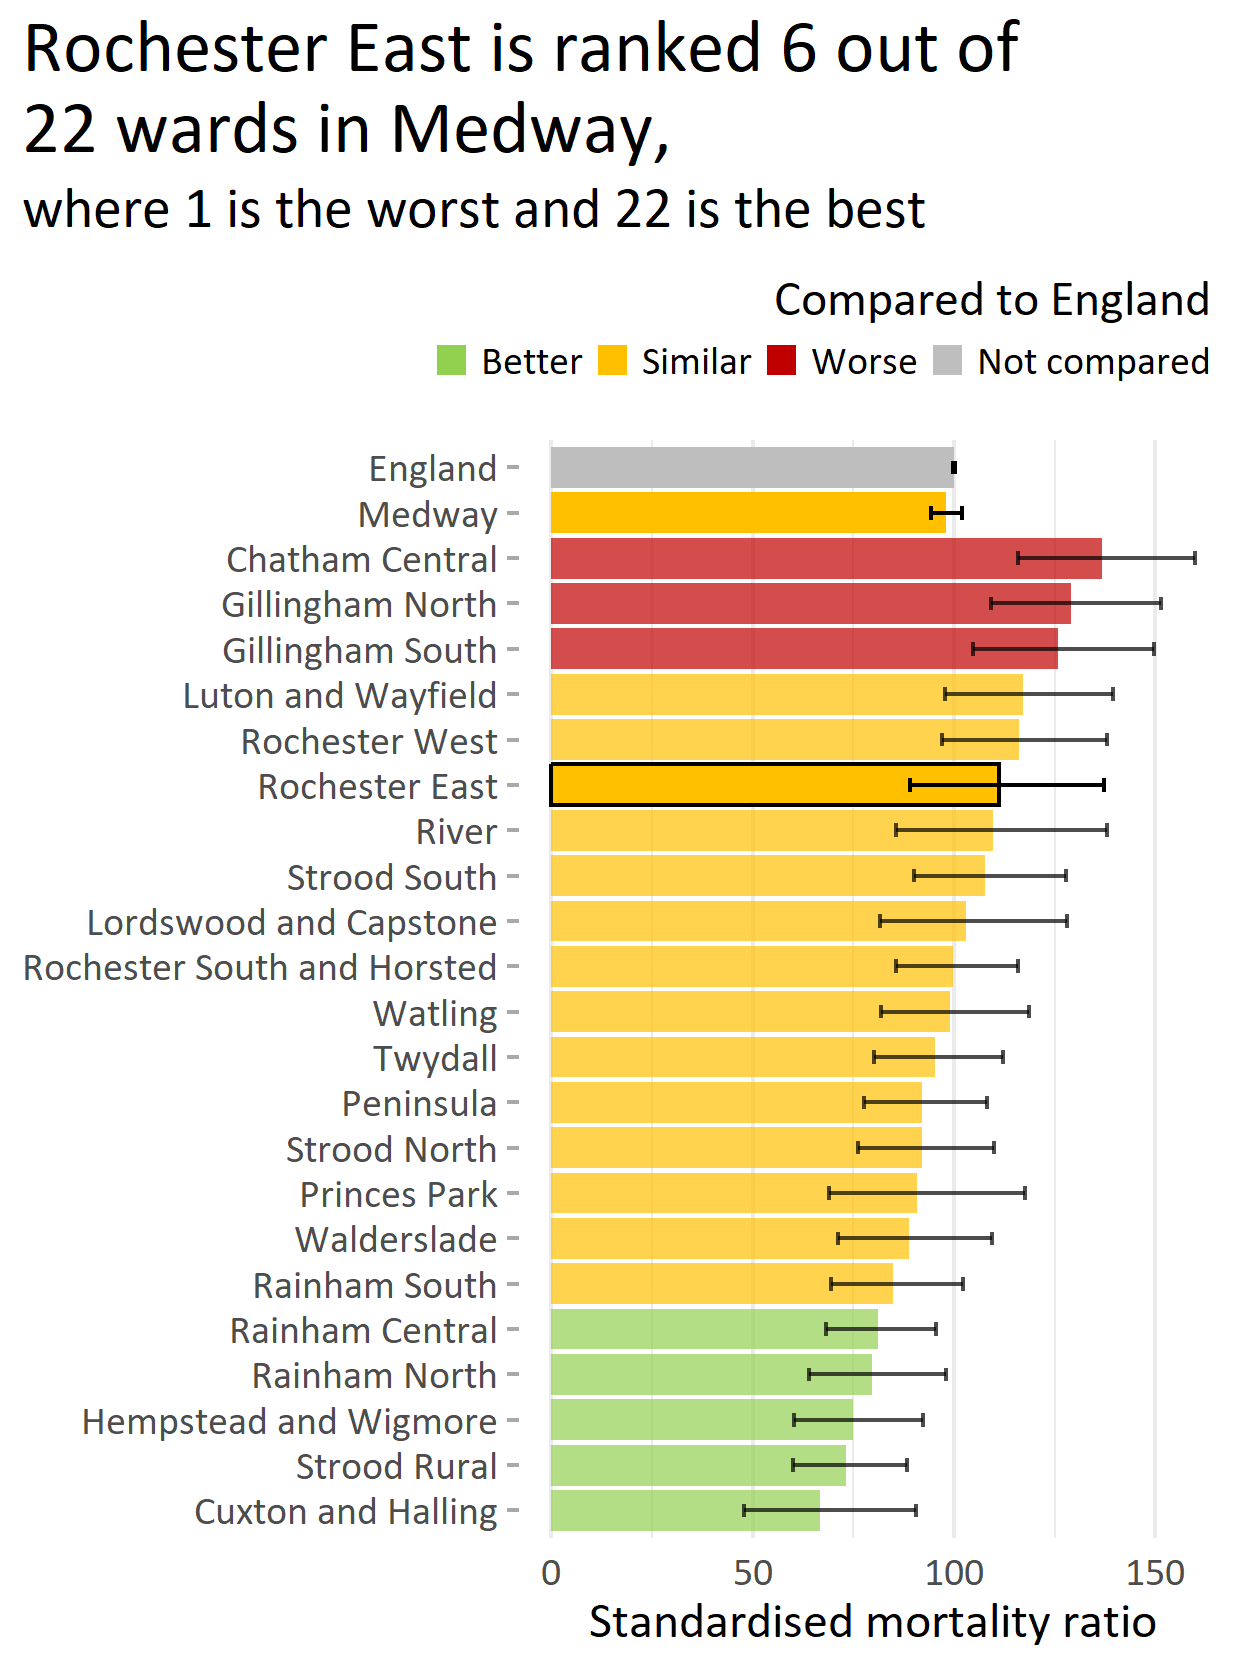 Rochester East is ranked 6 out of
22 wards in Medway,
where 1 is the worst and 22 is the best
Compared to England
Better Similar Worse Not compared
England
Medway
Chatham Central
Gillingham North
Gillingham South
Luton and Wayfield
Rochester West
Rochester East
River
Strood South
Lordswood and Capstone
Rochester South and Horsted
Watling
Twydall
Peninsula
Strood North
Princes Park
Walderslade
Rainham South
Rainham Central
Rainham North
Hempstead and Wigmore
Strood Rural
Cuxton and Halling
0 50 100 150
Standardised mortality ratio